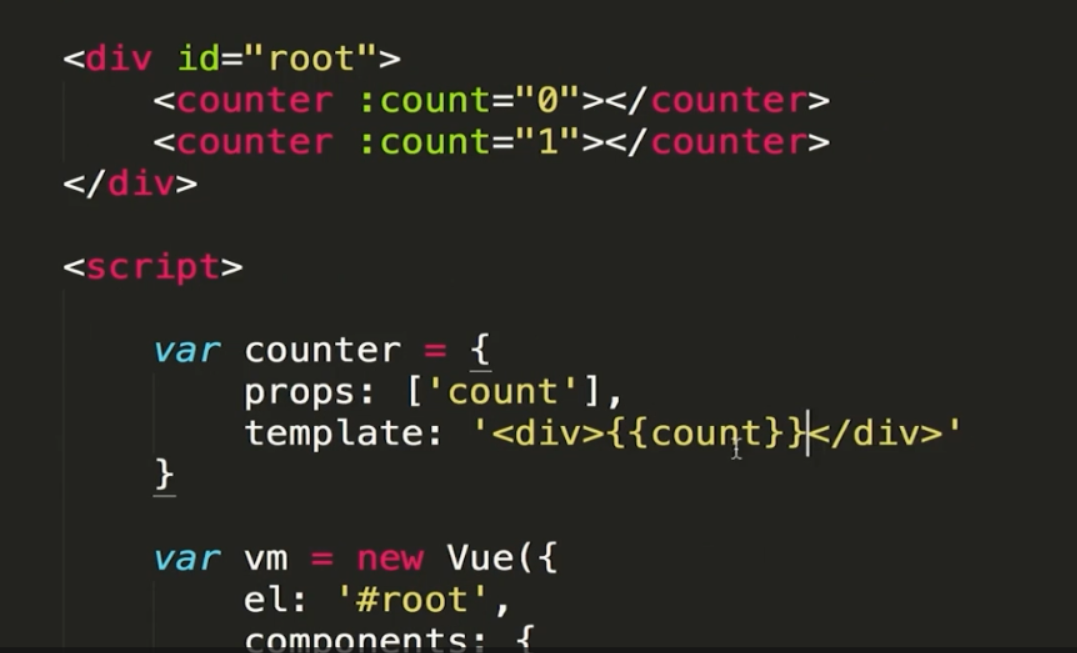 <div id="root">
    <counter :count="0"></counter>
    <counter :count="1"></counter>
</div>
<script>
    var counter = {
        props: ['count'],
        template: '<div>{{count}}</div>'
    }
    var vm = new Vue({
        el: '#root',
        components: {